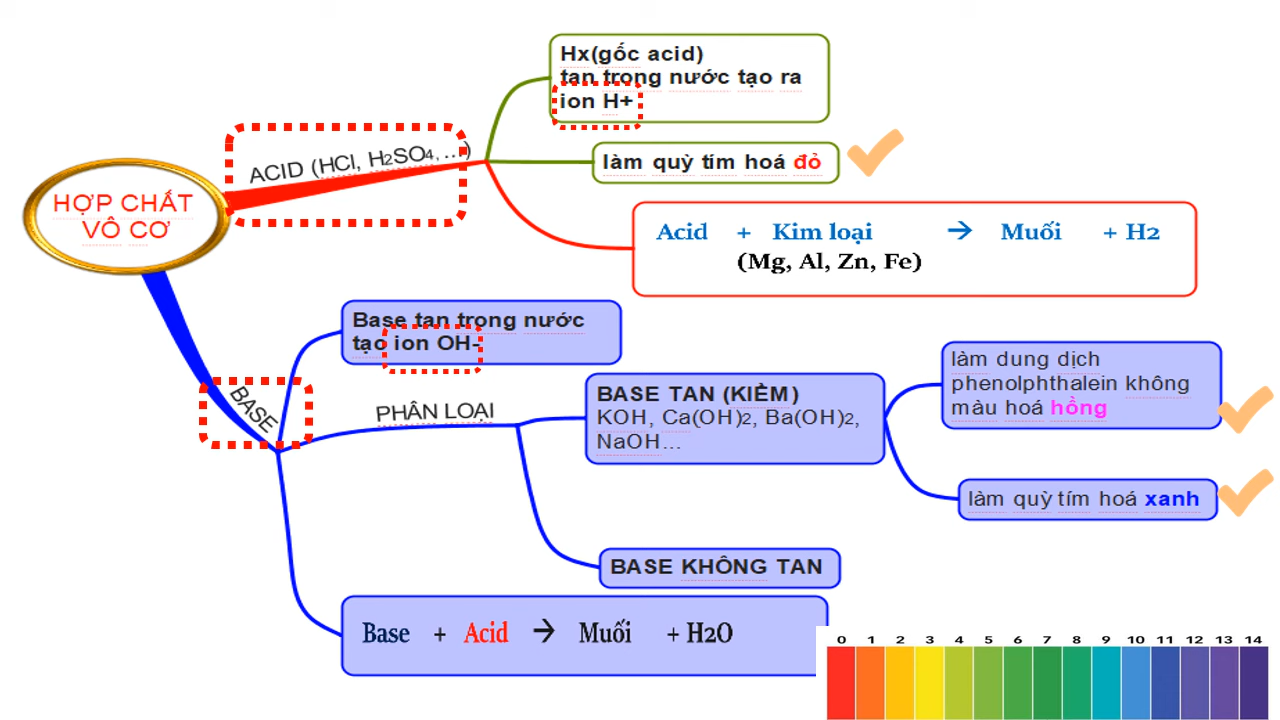 HỢP CHẤT
VÔ CƠ
ACID (HCl, H2SO4, ...)
Hx(gốc acid)
tan trong nước tạo ra
ion H+
làm quỳ tím hoá đỏ
Acid + Kim loại → Muối + H2
(Mg, Al, Zn, Fe)
BASE
Base tan trong nước
tạo ion OH-
PHÂN LOẠI
BASE TAN (KIỀM)
KOH, Ca(OH)2, Ba(OH)2,
NaOH...
làm dung dịch
phenolphthalein không
màu hoá hồng
làm quỳ tím hoá xanh
BASE KHÔNG TAN
Base + Acid → Muối + H2O
0 1 2 3 4 5 6 7 8 9 10 11 12 13 14